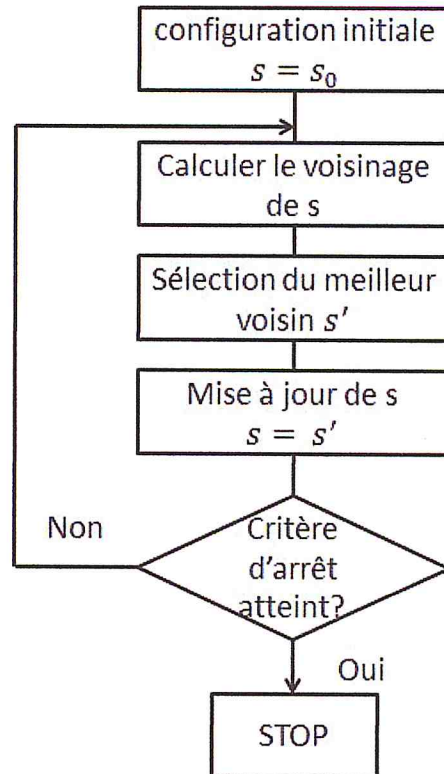 configuration initiale
s = s₀
Calculer le voisinage
de s
Sélection du meilleur
voisin s′
Mise à jour de s
s = s′
Non
Critère
d'arrêt
atteint?
Oui
STOP